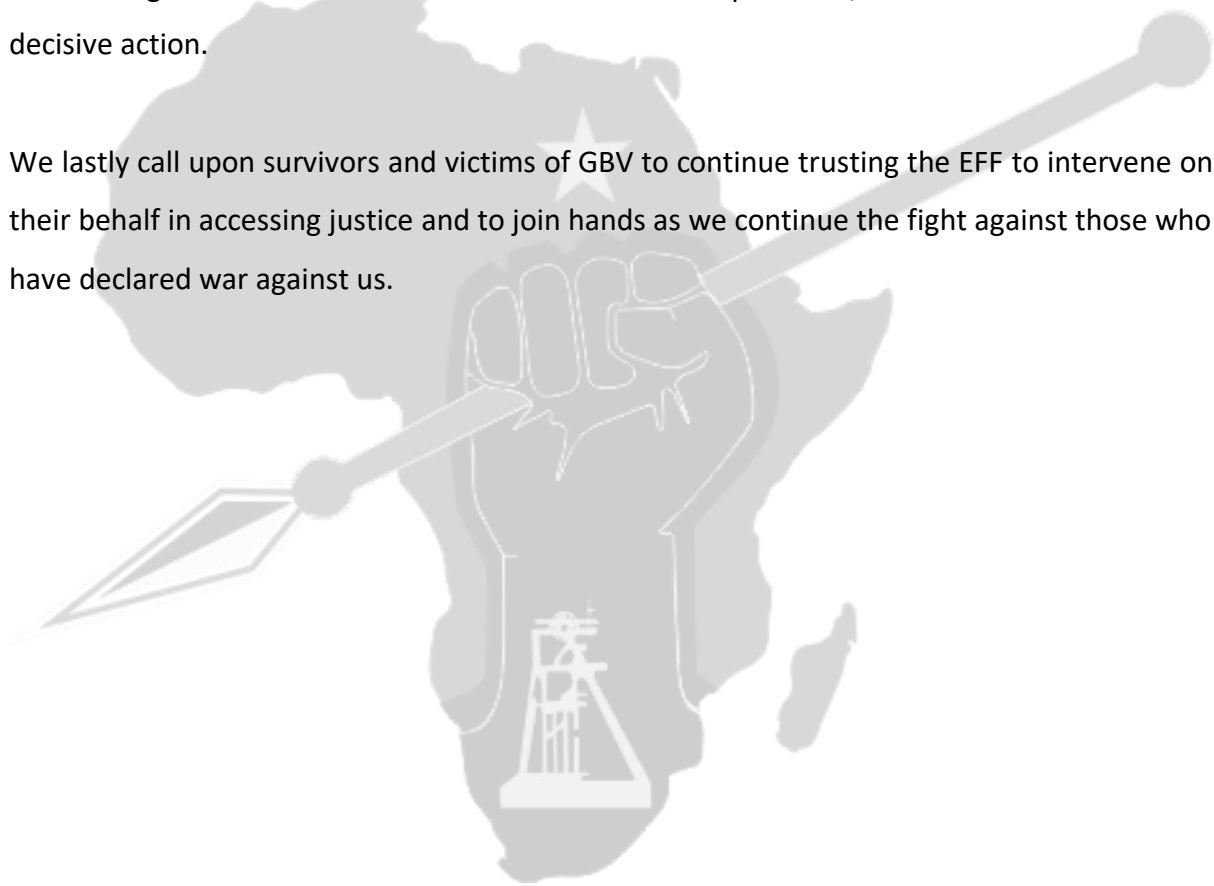 decisive action.
We lastly call upon survivors and victims of GBV to continue trusting the EFF to intervene on
their behalf in accessing justice and to join hands as we continue the fight against those who
have declared war against us.